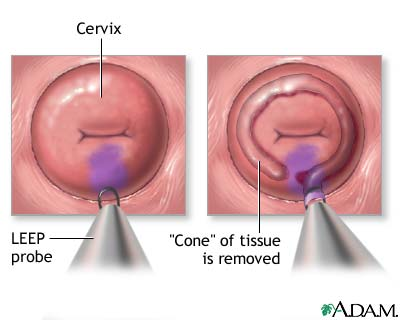 Cervix
LEEP
probe
"Cone" of tissue
is removed
A.D.A.M.